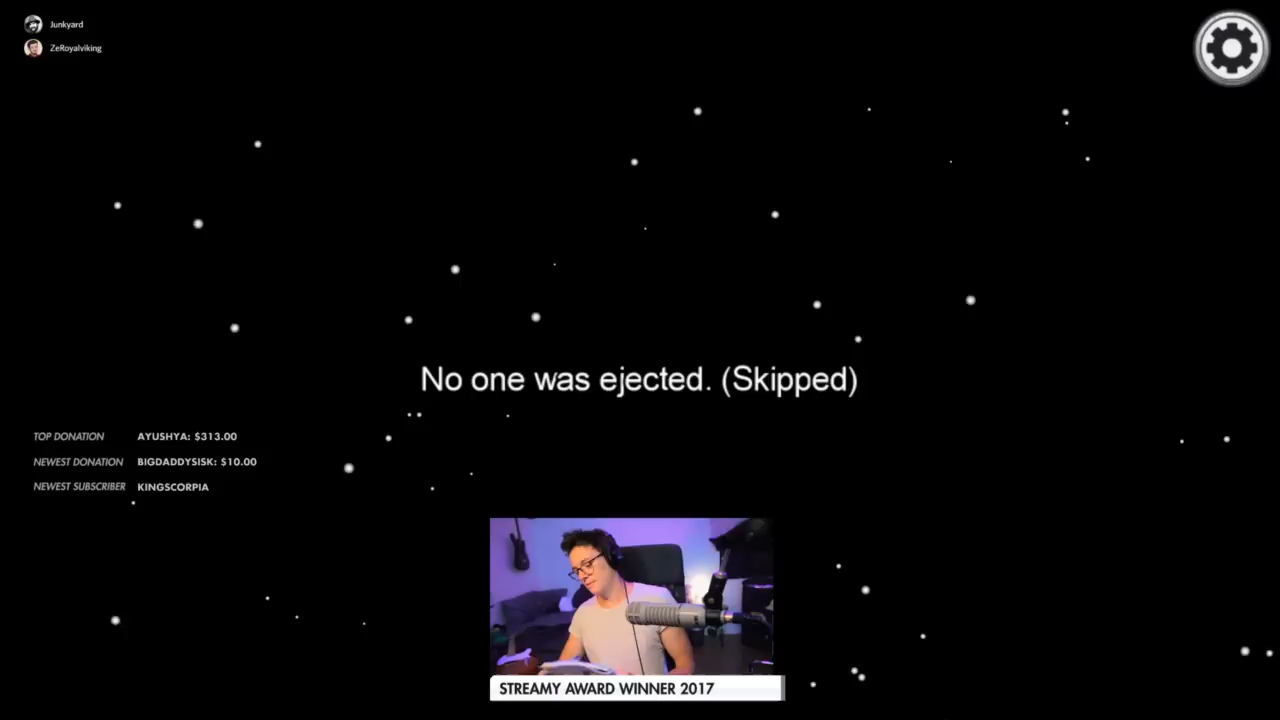 Junkyard
ZeRoyalviking
No one was ejected. (Skipped)
TOP DONATION AYUSHYA: $313.00
NEWEST DONATION BIGDADDYSISK: $10.00
NEWEST SUBSCRIBER KINGSCORPIA
STREAMY AWARD WINNER 2017